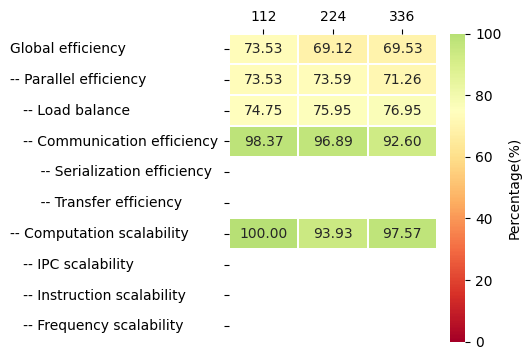 112 224 336
Global efficiency 73.53 69.12 69.53
-- Parallel efficiency 73.53 73.59 71.26
-- Load balance 74.75 75.95 76.95
-- Communication efficiency 98.37 96.89 92.60
-- Serialization efficiency
-- Transfer efficiency
-- Computation scalability 100.00 93.93 97.57
-- IPC scalability
-- Instruction scalability
-- Frequency scalability
100
80
60
40
20
0
Percentage(%)